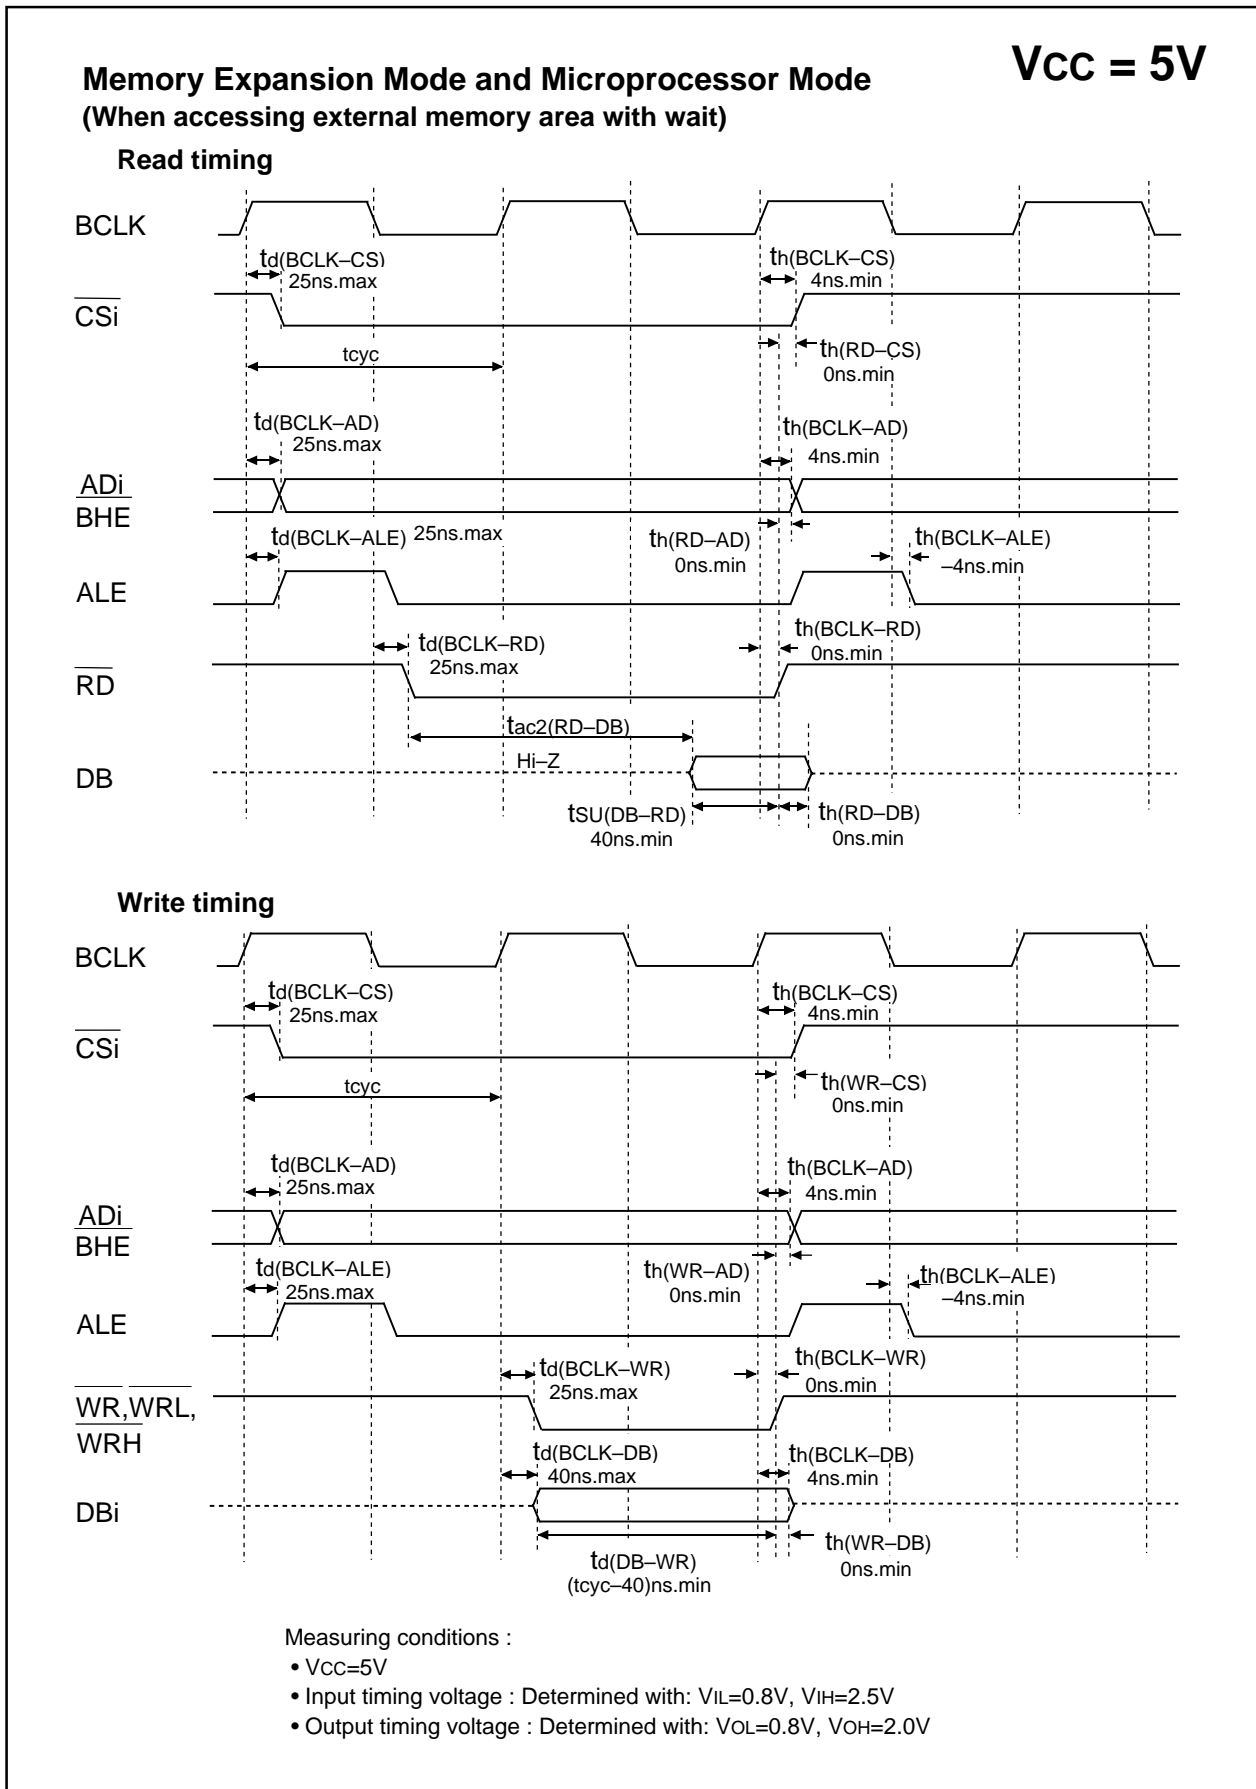 VCC = 5V
Memory Expansion Mode and Microprocessor Mode
(When accessing external memory area with wait)
Read timing
BCLK
td(BCLK–CS)
25ns.max
th(BCLK–CS)
4ns.min
CSi
tcyc
th(RD–CS)
0ns.min
td(BCLK–AD)
25ns.max
th(BCLK–AD)
4ns.min
ADi
BHE
td(BCLK–ALE) 25ns.max
th(RD–AD)
0ns.min
th(BCLK–ALE)
–4ns.min
ALE
td(BCLK–RD)
25ns.max
th(BCLK–RD)
0ns.min
RD
tac2(RD–DB)
Hi–Z
DB
tSU(DB–RD)
40ns.min
th(RD–DB)
0ns.min
Write timing
BCLK
td(BCLK–CS)
25ns.max
th(BCLK–CS)
4ns.min
CSi
tcyc
th(WR–CS)
0ns.min
td(BCLK–AD)
25ns.max
th(BCLK–AD)
4ns.min
ADi
BHE
td(BCLK–ALE)
25ns.max
th(WR–AD)
0ns.min
th(BCLK–ALE)
–4ns.min
ALE
td(BCLK–WR)
25ns.max
th(BCLK–WR)
0ns.min
WR,WRL,
WRH
td(BCLK–DB)
40ns.max
th(BCLK–DB)
4ns.min
DBi
td(DB–WR)
(tcyc–40)ns.min
th(WR–DB)
0ns.min
Measuring conditions :
• VCC=5V
• Input timing voltage : Determined with: VIL=0.8V, VIH=2.5V
• Output timing voltage : Determined with: VOL=0.8V, VOH=2.0V